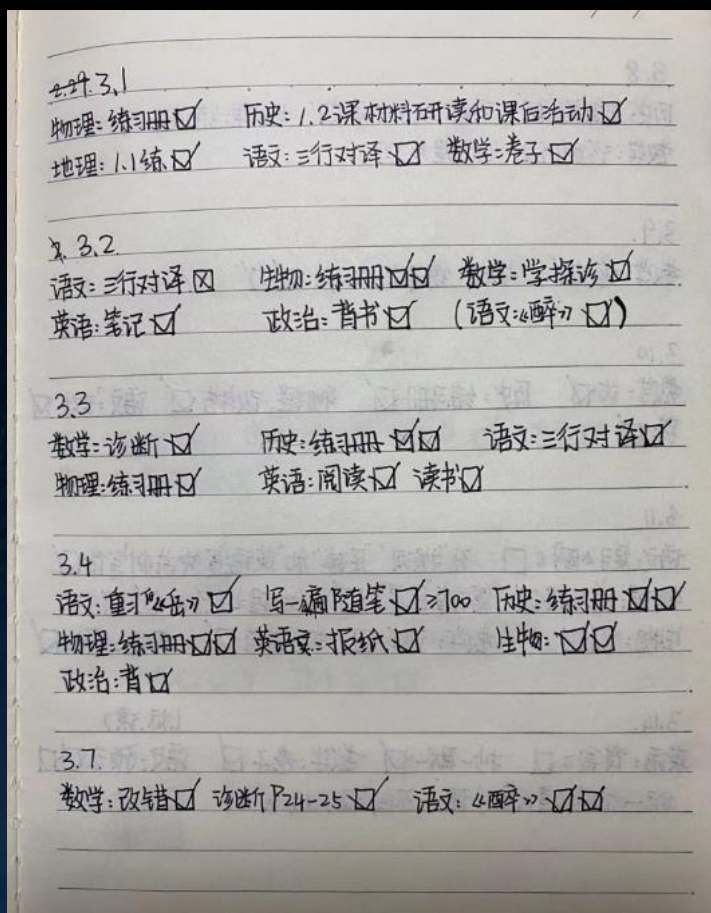 3.1
物理:练习册☑ 历史:1.2课材料研读和课后活动☑
地理:1.1练☑ 语文:三行对译☑ 数学:卷子☑
3.2
语文:三行对译☒ 生物:练习册☑☑ 数学:学探诊☑
英语:笔记☑ 政治:背书☑ (语文:《醉》☑)
3.3
数学:诊断☑ 历史:练习册☑☑ 语文:三行对译☑
物理:练习册☑ 英语:阅读☑ 读书☑
3.4
语文:重习《岳》☑ 写一遍随笔☑≥700 历史:练习册☑☑
物理:练习册☑☑ 英语:报纸☑ 生物:☑☑
政治:背☑
3.7
数学:改错☑ 诊断P24-25☑ 语文:《醉》☑☑